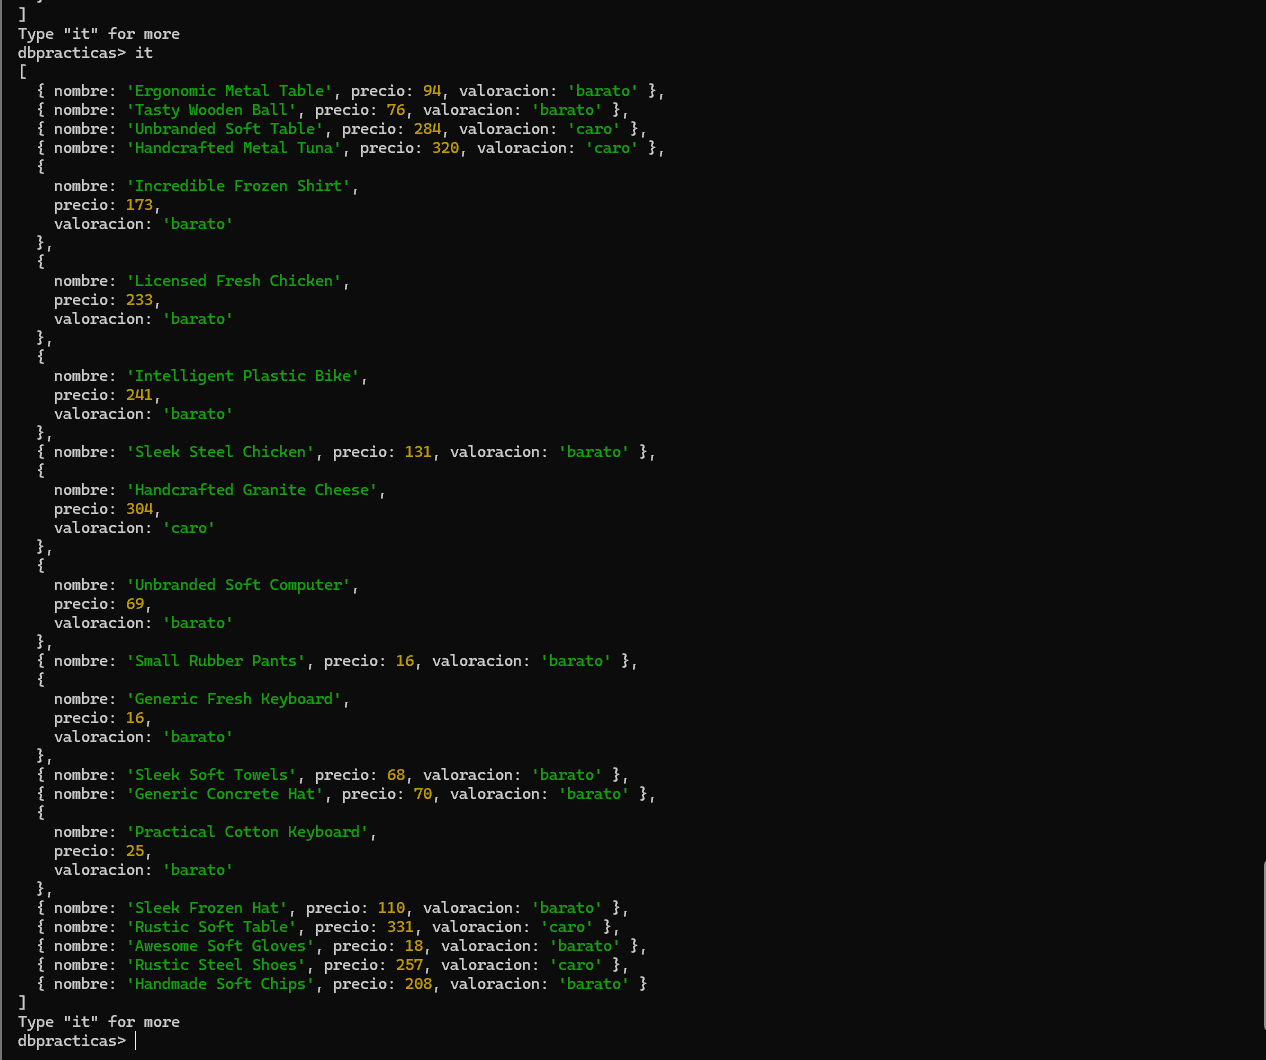 ]
Type "it" for more
dbpracticas> it
[
  { nombre: 'Ergonomic Metal Table', precio: 94, valoracion: 'barato' },
  { nombre: 'Tasty Wooden Ball', precio: 76, valoracion: 'barato' },
  { nombre: 'Unbranded Soft Table', precio: 284, valoracion: 'caro' },
  { nombre: 'Handcrafted Metal Tuna', precio: 320, valoracion: 'caro' },
  {
    nombre: 'Incredible Frozen Shirt',
    precio: 173,
    valoracion: 'barato'
  },
  {
    nombre: 'Licensed Fresh Chicken',
    precio: 233,
    valoracion: 'barato'
  },
  {
    nombre: 'Intelligent Plastic Bike',
    precio: 241,
    valoracion: 'barato'
  },
  { nombre: 'Sleek Steel Chicken', precio: 131, valoracion: 'barato' },
  {
    nombre: 'Handcrafted Granite Cheese',
    precio: 304,
    valoracion: 'caro'
  },
  {
    nombre: 'Unbranded Soft Computer',
    precio: 69,
    valoracion: 'barato'
  },
  { nombre: 'Small Rubber Pants', precio: 16, valoracion: 'barato' },
  {
    nombre: 'Generic Fresh Keyboard',
    precio: 16,
    valoracion: 'barato'
  },
  { nombre: 'Sleek Soft Towels', precio: 68, valoracion: 'barato' },
  { nombre: 'Generic Concrete Hat', precio: 70, valoracion: 'barato' },
  {
    nombre: 'Practical Cotton Keyboard',
    precio: 25,
    valoracion: 'barato'
  },
  { nombre: 'Sleek Frozen Hat', precio: 110, valoracion: 'barato' },
  { nombre: 'Rustic Soft Table', precio: 331, valoracion: 'caro' },
  { nombre: 'Awesome Soft Gloves', precio: 18, valoracion: 'barato' },
  { nombre: 'Rustic Steel Shoes', precio: 257, valoracion: 'caro' },
  { nombre: 'Handmade Soft Chips', precio: 208, valoracion: 'barato' }
]
Type "it" for more
dbpracticas>